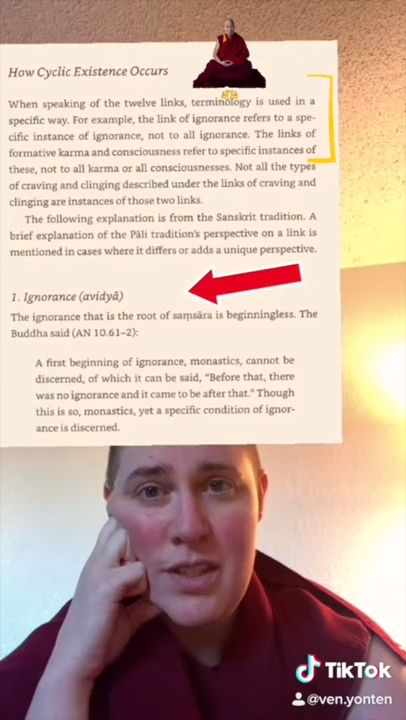 How Cyclic Existence Occurs
When speaking of the twelve links, terminology is used in a
specific way. For example, the link of ignorance refers to a spe-
cific instance of ignorance, not to all ignorance. The links of
formative karma and consciousness refer to specific instances of
these, not to all karma or all consciousnesses. Not all the types
of craving and clinging described under the links of craving and
clinging are instances of those two links.
The following explanation is from the Sanskrit tradition. A
brief explanation of the Pāli tradition's perspective on a link is
mentioned in cases where it differs or adds a unique perspective.
1. Ignorance (avidyā)
The ignorance that is the root of saṃsāra is beginningless. The
Buddha said (AN 10.61–2):
A first beginning of ignorance, monastics, cannot be
discerned, of which it can be said, "Before that, there
was no ignorance and it came to be after that." Though
this is so, monastics, yet a specific condition of ignor-
ance is discerned.
TikTok
@ven.yonten